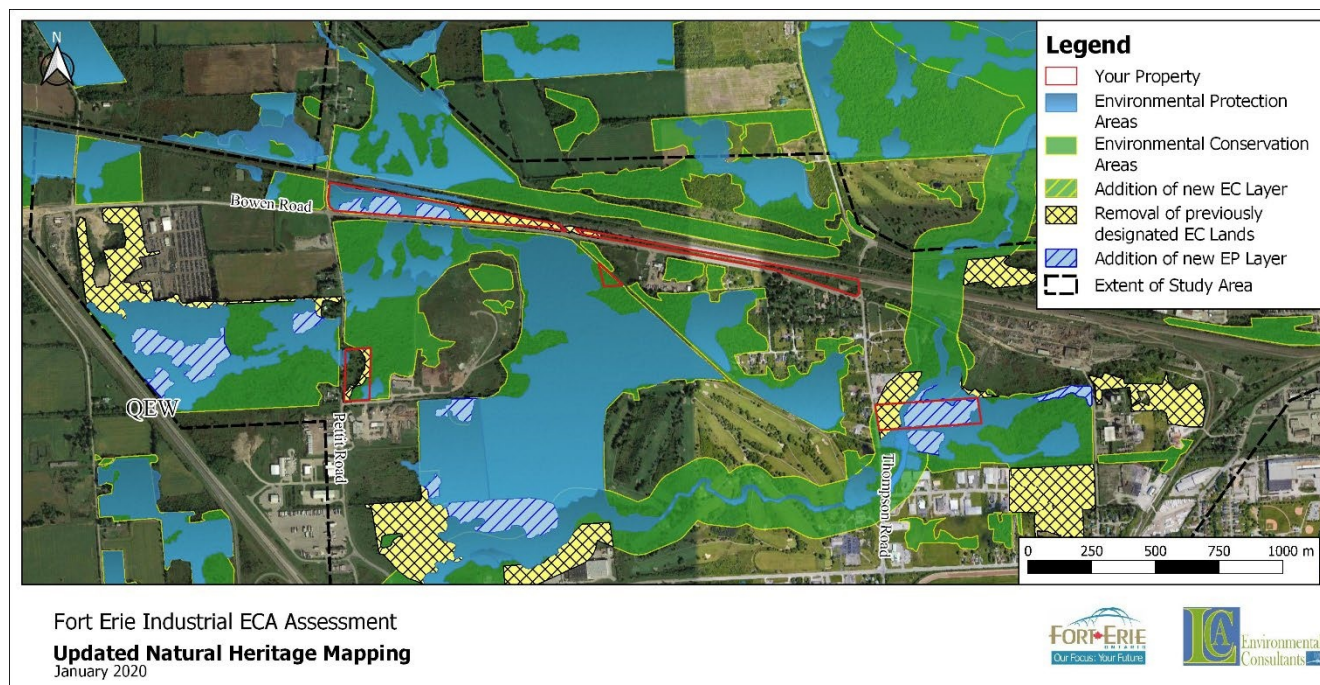 N
Bowen Road
QEW
Pettit Road
Thompson Road
Legend
Your Property
Environmental Protection
Areas
Environmental Conservation
Areas
Addition of new EC Layer
Removal of previously
designated EC Lands
Addition of new EP Layer
Extent of Study Area
0 250 500 750 1000 m
Fort Erie Industrial ECA Assessment
Updated Natural Heritage Mapping
January 2020
FORT ERIE
ONTARIO
Our Focus: Your Future
LCA
Environmental
Consultants